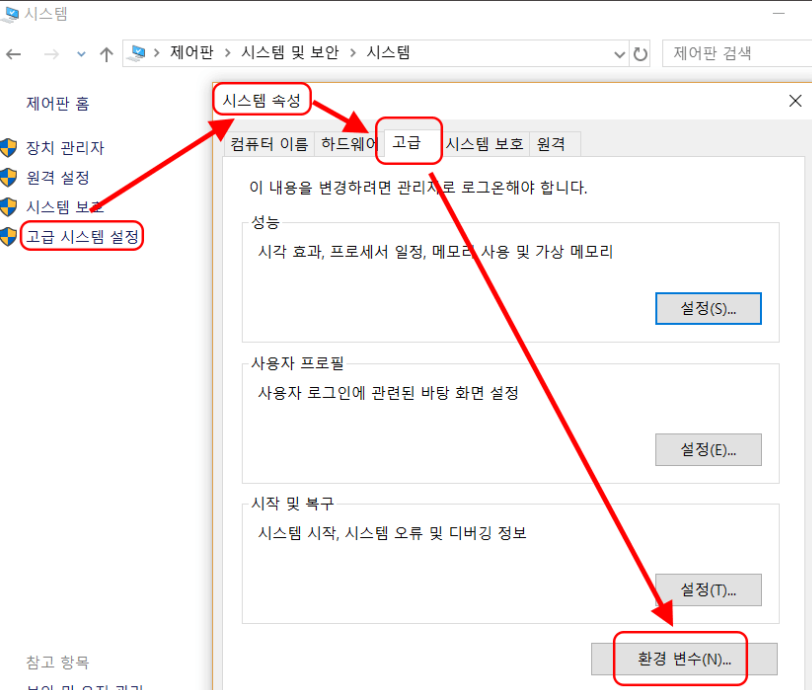 시스템
제어판 시스템 및 보안 시스템
제어판 검색
제어판 홈
장치 관리자
원격 설정
시스템 보호
고급 시스템 설정
시스템 속성
컴퓨터 이름 하드웨어 고급 시스템 보호 원격
이 내용을 변경하려면 관리자로 로그온해야 합니다.
성능
시각 효과, 프로세서 일정, 메모리 사용 및 가상 메모리
설정(S)...
사용자 프로필
사용자 로그인에 관련된 바탕 화면 설정
설정(E)...
시작 및 복구
시스템 시작, 시스템 오류 및 디버깅 정보
설정(T)...
환경 변수(N)...
참고 항목